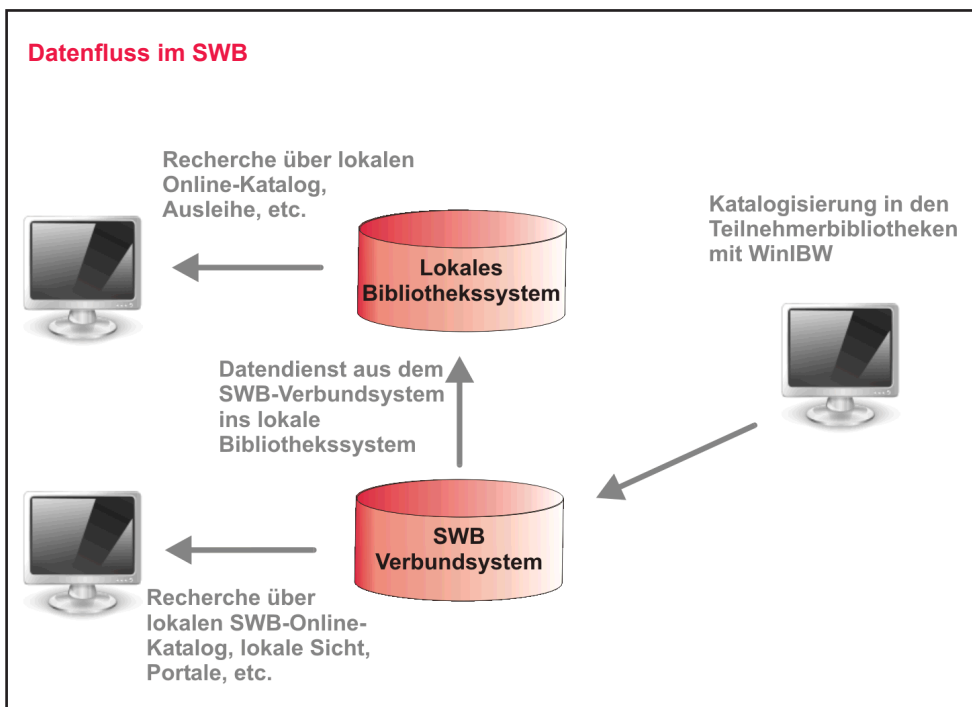 Datenfluss im SWB
Recherche über lokalen
Online-Katalog,
Ausleihe, etc.
Katalogisierung in den
Teilnehmerbibliotheken
mit WinIBW
Lokales
Bibliothekssystem
Datendienst aus dem
SWB-Verbundsystem
ins lokale
Bibliothekssystem
SWB
Verbundsystem
Recherche über
lokalen SWB-Online-
Katalog, lokale Sicht,
Portale, etc.